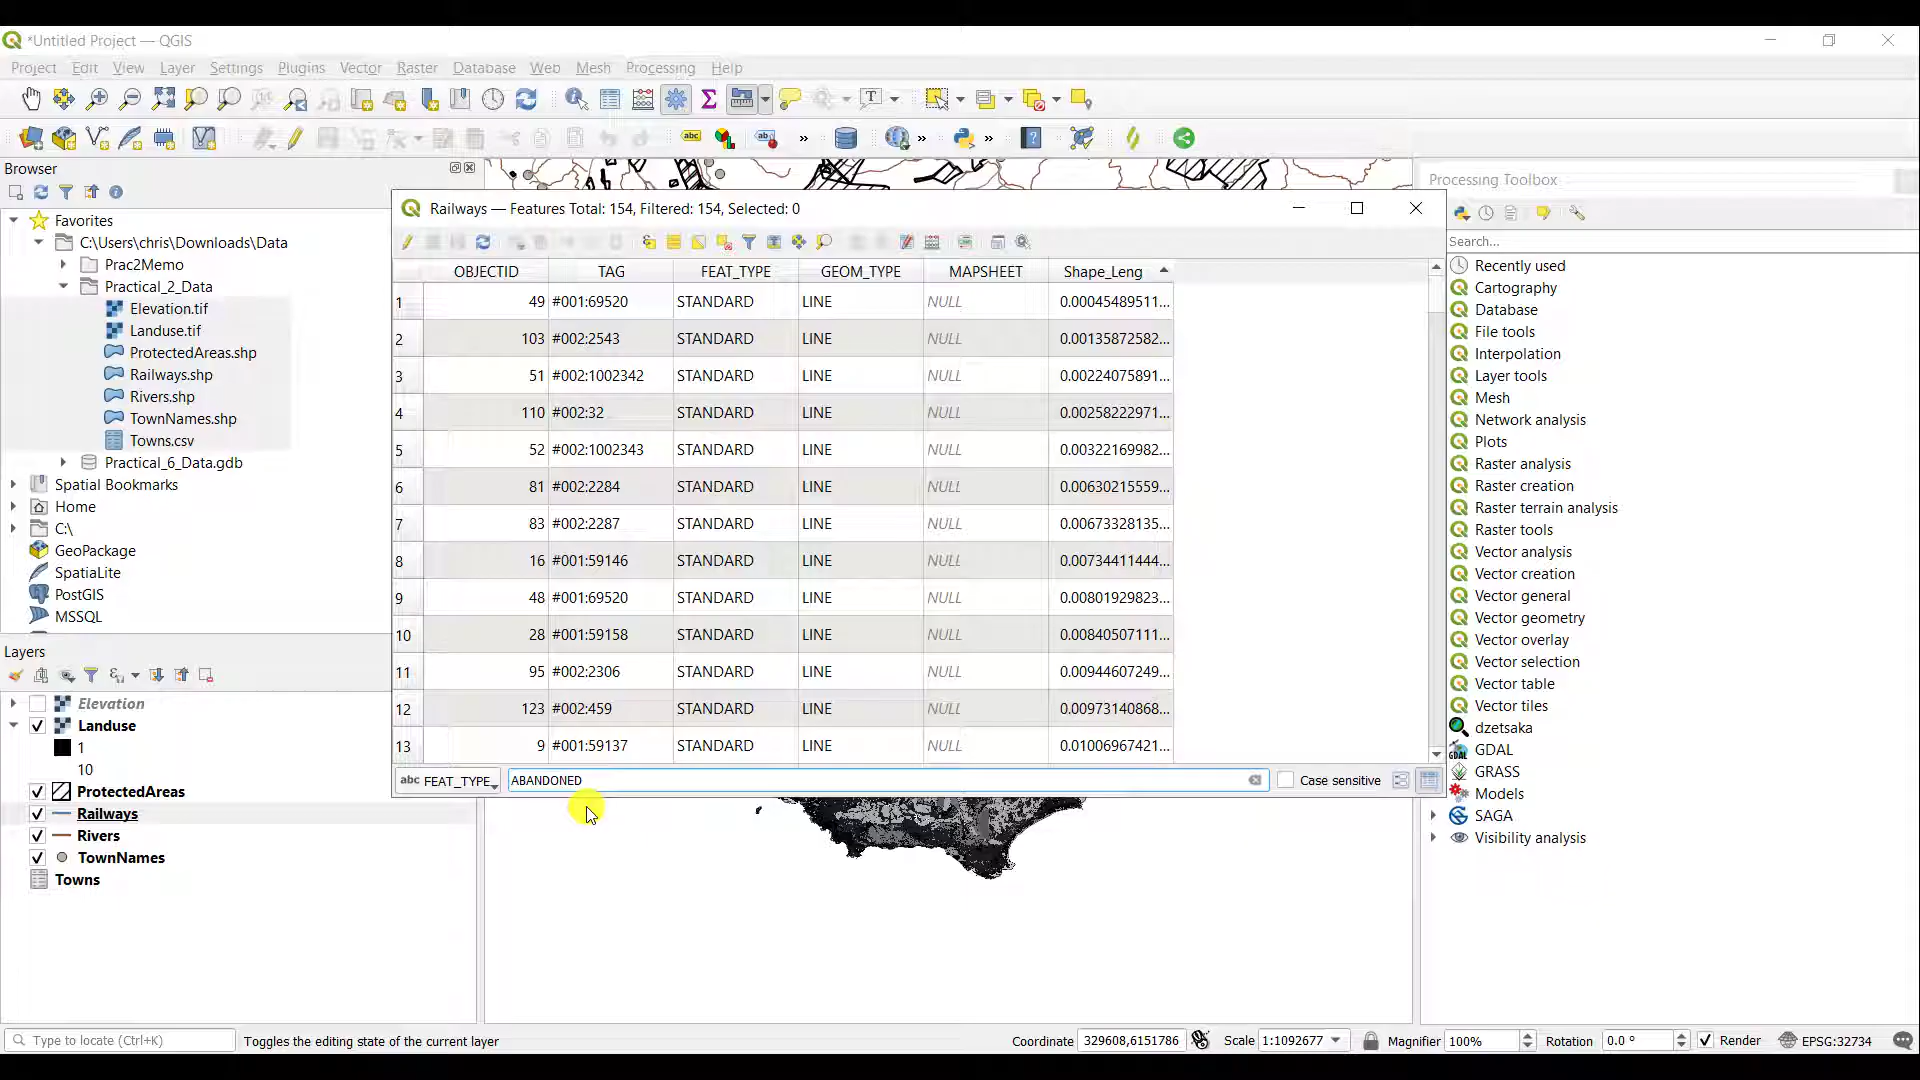 *Untitled Project — QGIS
Project Edit View Layer Settings Plugins Vector Raster Database Web Mesh Processing Help
Browser
Favorites
C:\Users\chris\Downloads\Data
Prac2Memo
Practical_2_Data
Elevation.tif
Landuse.tif
ProtectedAreas.shp
Railways.shp
Rivers.shp
TownNames.shp
Towns.csv
Practical_6_Data.gdb
Spatial Bookmarks
Home
C:\
GeoPackage
SpatiaLite
PostGIS
MSSQL
Layers
Elevation
Landuse
1
10
ProtectedAreas
Railways
Rivers
TownNames
Towns
Railways — Features Total: 154, Filtered: 154, Selected: 0
OBJECTID TAG FEAT_TYPE GEOM_TYPE MAPSHEET Shape_Leng
1 49 #001:69520 STANDARD LINE NULL 0.00045489511...
2 103 #002:2543 STANDARD LINE NULL 0.00135872582...
3 51 #002:1002342 STANDARD LINE NULL 0.00224075891...
4 110 #002:32 STANDARD LINE NULL 0.00258222971...
5 52 #002:1002343 STANDARD LINE NULL 0.00322169982...
6 81 #002:2284 STANDARD LINE NULL 0.00630215559...
7 83 #002:2287 STANDARD LINE NULL 0.00673328135...
8 16 #001:59146 STANDARD LINE NULL 0.00734411444...
9 48 #001:69520 STANDARD LINE NULL 0.00801929823...
10 28 #001:59158 STANDARD LINE NULL 0.00840507111...
11 95 #002:2306 STANDARD LINE NULL 0.00944607249...
12 123 #002:459 STANDARD LINE NULL 0.00973140868...
13 9 #001:59137 STANDARD LINE NULL 0.01006967421...
abc FEAT_TYPE ABANDONED Case sensitive
Processing Toolbox
Search...
Recently used
Cartography
Database
File tools
Interpolation
Layer tools
Mesh
Network analysis
Plots
Raster analysis
Raster creation
Raster terrain analysis
Raster tools
Vector analysis
Vector creation
Vector general
Vector geometry
Vector overlay
Vector selection
Vector table
Vector tiles
dzetsaka
GDAL
GRASS
Models
SAGA
Visibility analysis
Type to locate (Ctrl+K) Toggles the editing state of the current layer Coordinate 329608,6151786 Scale 1:1092677 Magnifier 100% Rotation 0.0 ° Render EPSG:32734